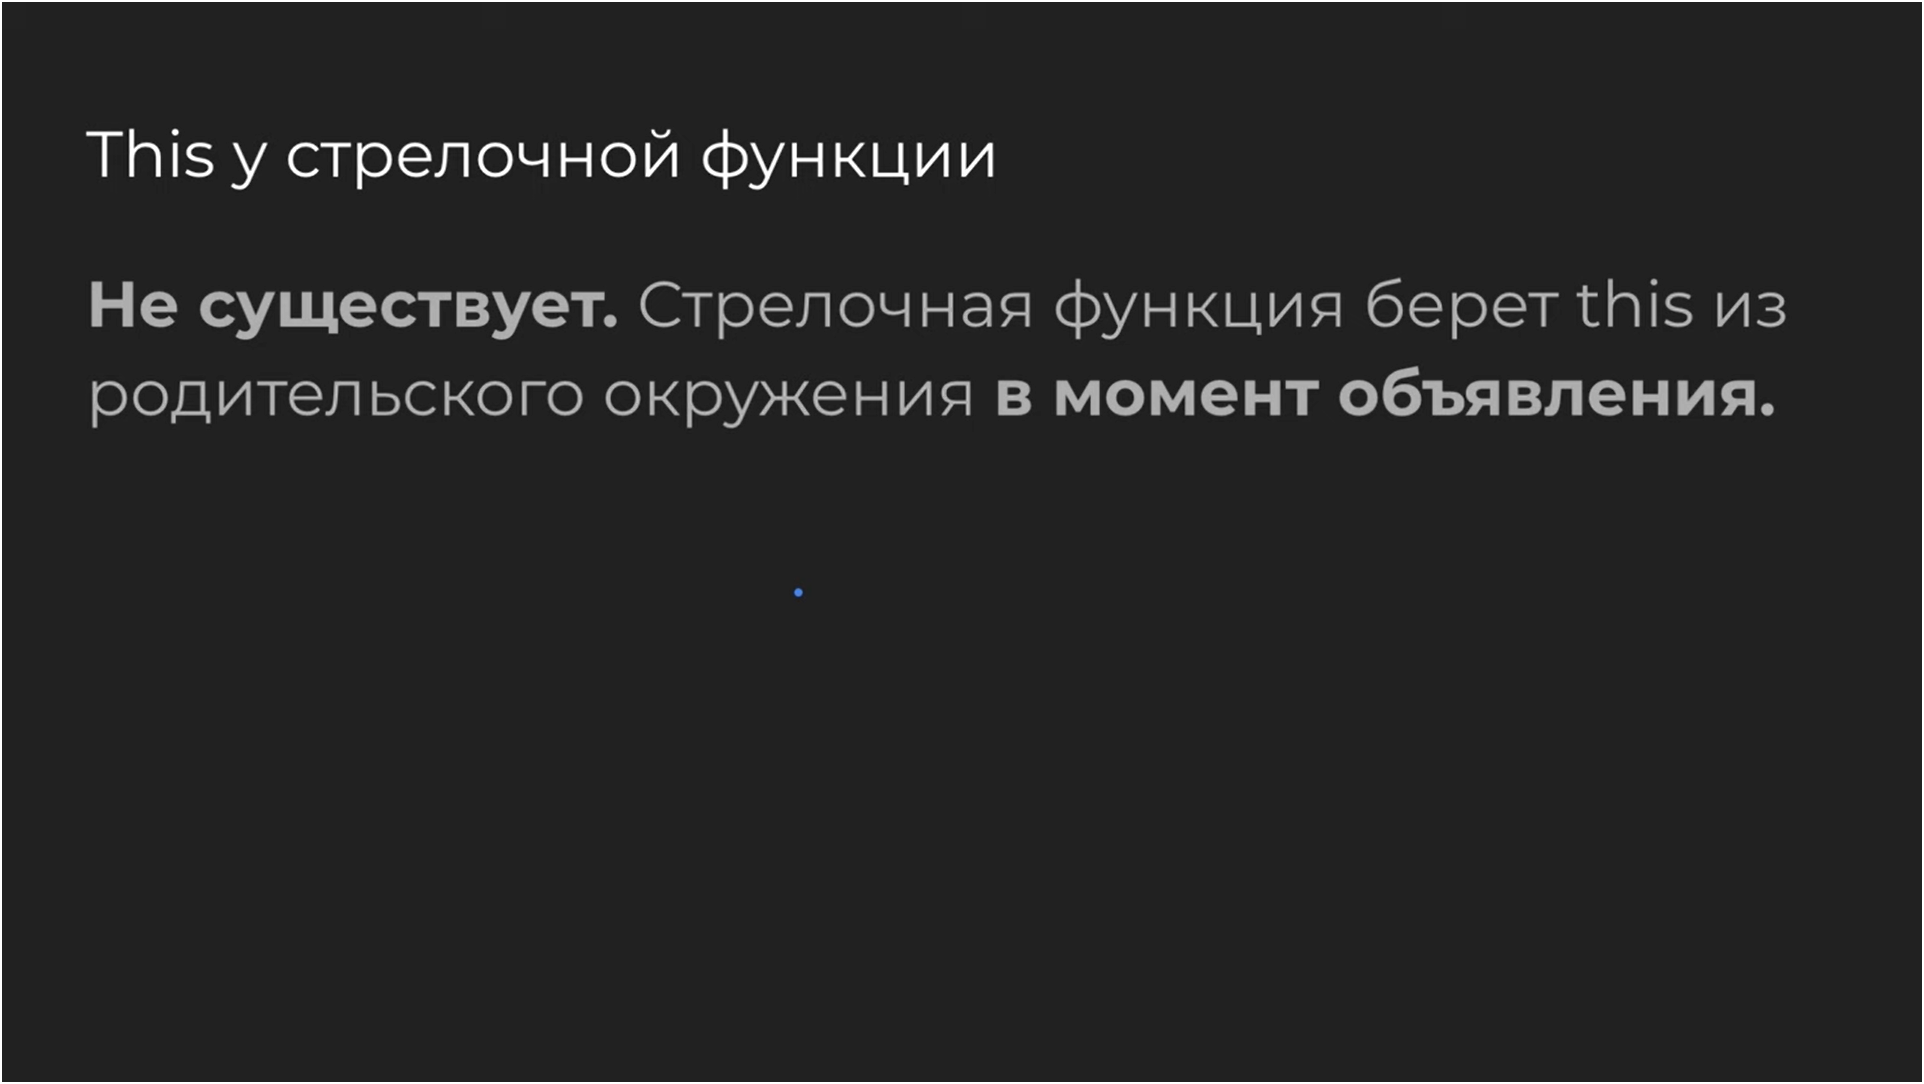 This у стрелочной функции
Не существует. Стрелочная функция берет this из
родительского окружения в момент объявления.